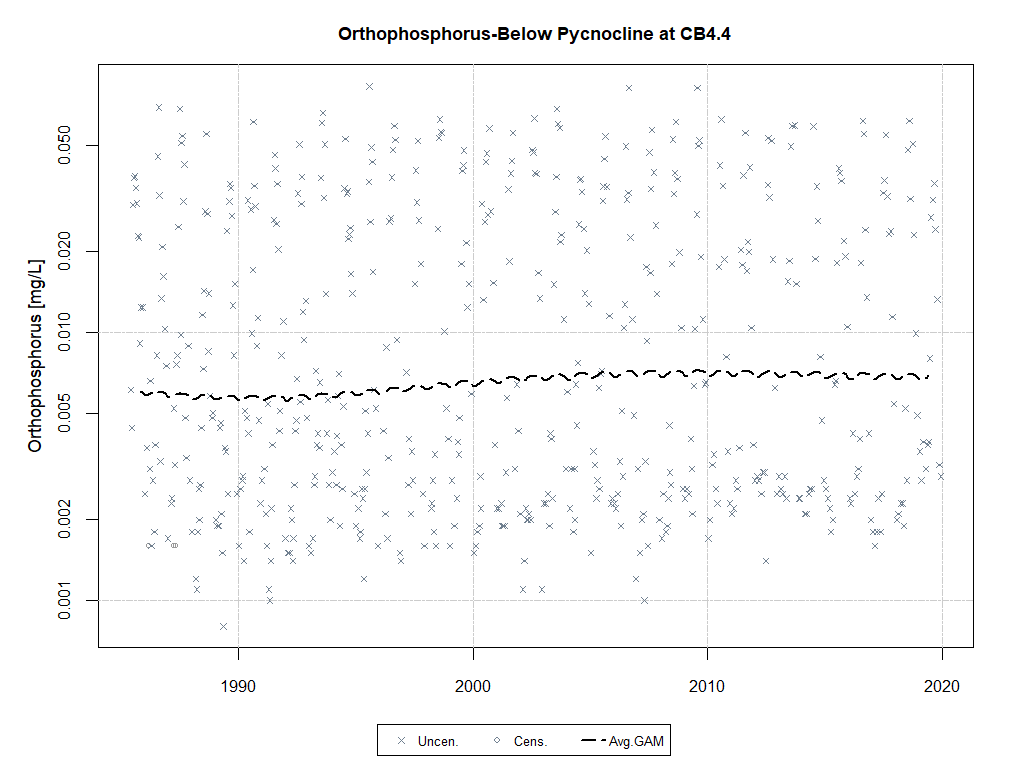 Orthophosphorus-Below Pycnocline at CB4.4
Orthophosphorus [mg/L]
0.050
0.020
0.010
0.005
0.002
0.001
1990
2000
2010
2020
Uncen.
Cens.
Avg.GAM